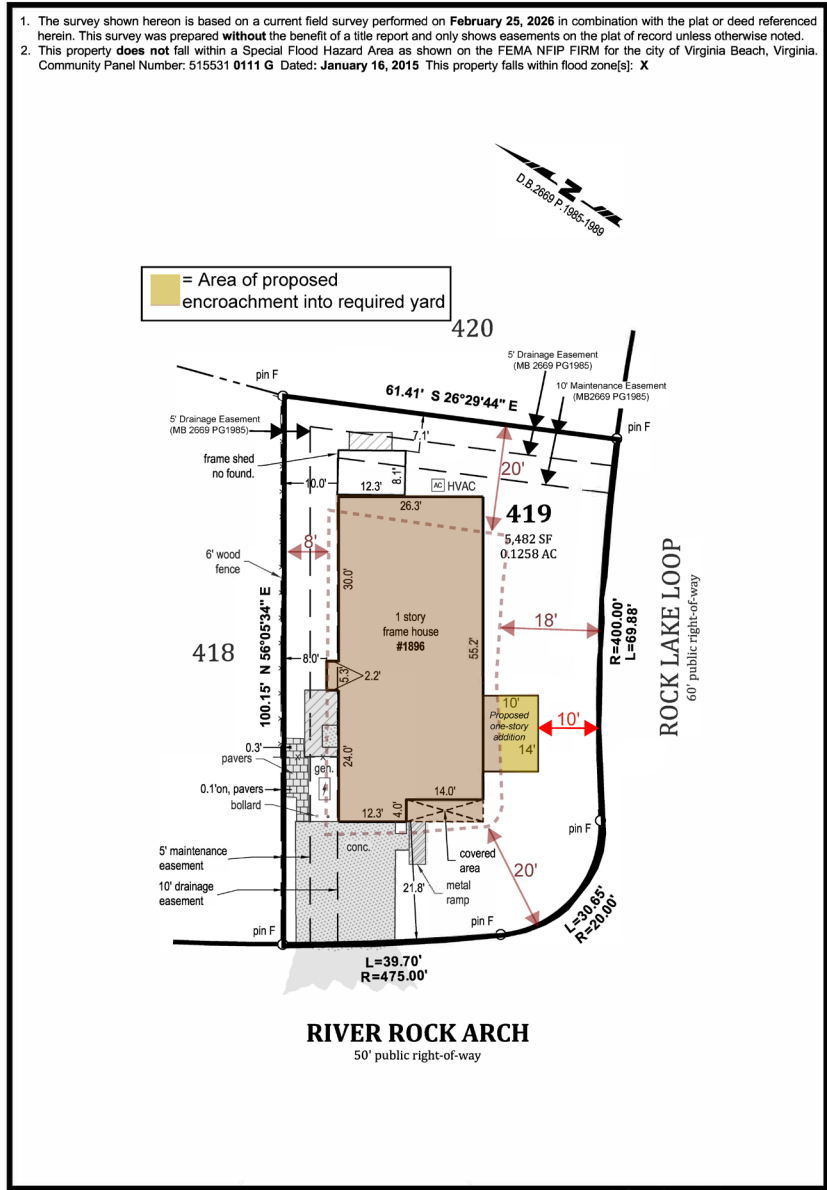 1. The survey shown hereon is based on a current field survey performed on February 25, 2026 in combination with the plat or deed referenced
herein. This survey was prepared without the benefit of a title report and only shows easements on the plat of record unless otherwise noted.
2. This property does not fall within a Special Flood Hazard Area as shown on the FEMA NFIP FIRM for the city of Virginia Beach, Virginia.
Community Panel Number: 515531 0111 G Dated: January 16, 2015 This property falls within flood zone[s]: X
N
D.B.2669 P.1985-1989
= Area of proposed
encroachment into required yard
420
5' Drainage Easement
(MB 2669 PG1985)
10' Maintenance Easement
(MB2669 PG1985)
pin F
61.41' S 26°29'44" E
pin F
5' Drainage Easement
(MB 2669 PG1985)
7.1'
frame shed
no found.
20'
10.0'
12.3'
8.1'
AC HVAC
26.3'
419
5,482 SF
0.1258 AC
8'
6' wood
fence
30.0'
1 story
frame house
#1896
55.2'
18'
R=400.00'
L=69.88'
ROCK LAKE LOOP
60' public right-of-way
418
100.15' N 56°05'34" E
8.0'
5.3'
2.2'
10'
Proposed
one-story
addition
14'
10'
0.3'
pavers
24.0'
gen.
0.1'on, pavers
bollard
14.0'
12.3'
4.0'
pin F
conc.
covered
area
5' maintenance
easement
20'
10' drainage
easement
21.8'
metal
ramp
L=30.65'
R=20.00'
pin F
pin F
L=39.70'
R=475.00'
RIVER ROCK ARCH
50' public right-of-way